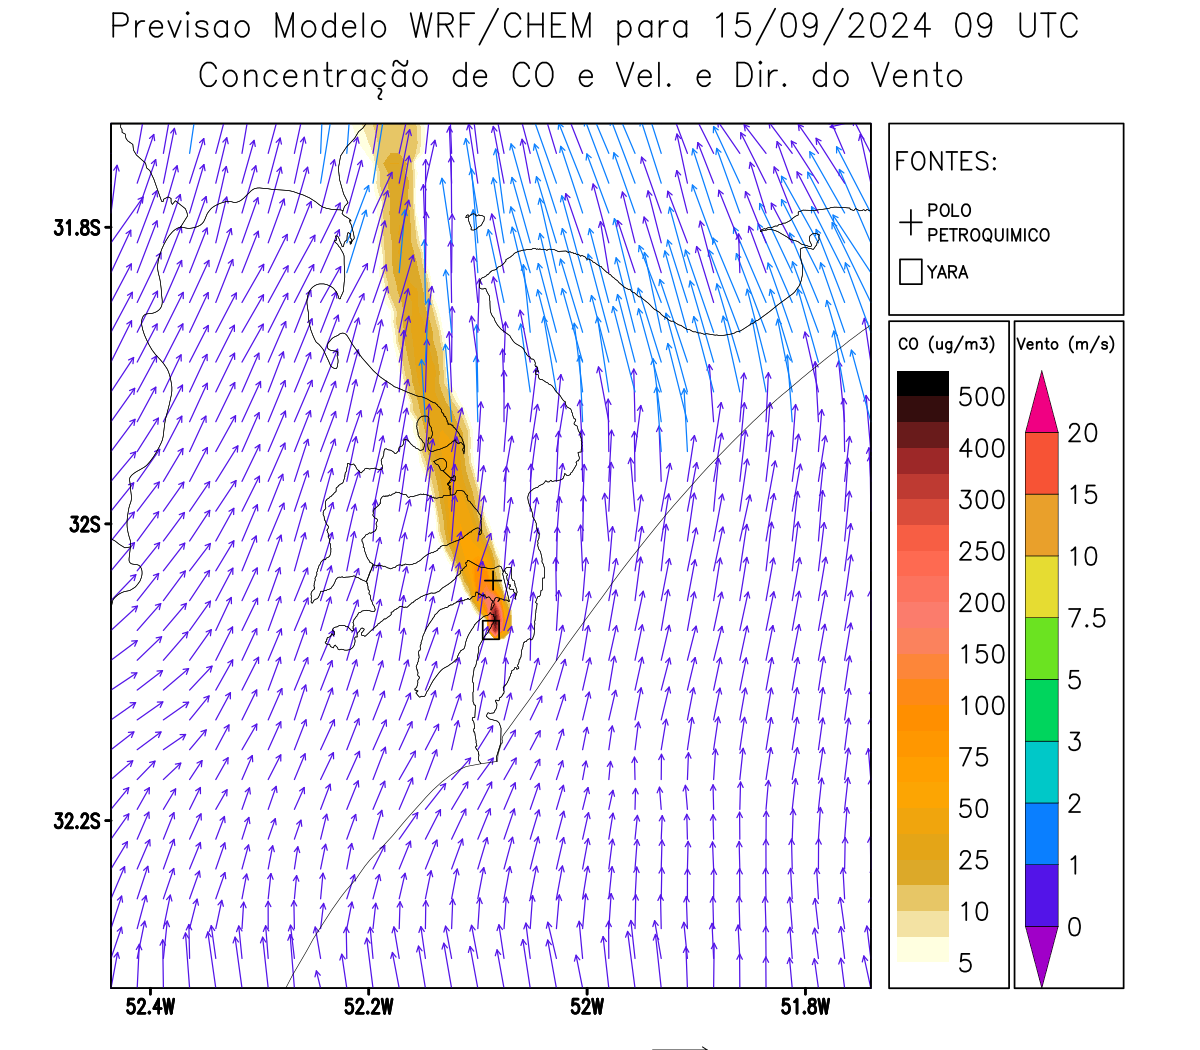 Previsao Modelo WRF/CHEM para 15/09/2024 09 UTC
Concentração de CO e Vel. e Dir. do Vento
FONTES:
POLO
PETROQUIMICO
YARA
CO (ug/m3)
500
400
300
250
200
150
100
75
50
25
10
5
Vento (m/s)
20
15
10
7.5
5
3
2
1
0
31.8S
32S
32.2S
52.4W 52.2W 52W 51.8W